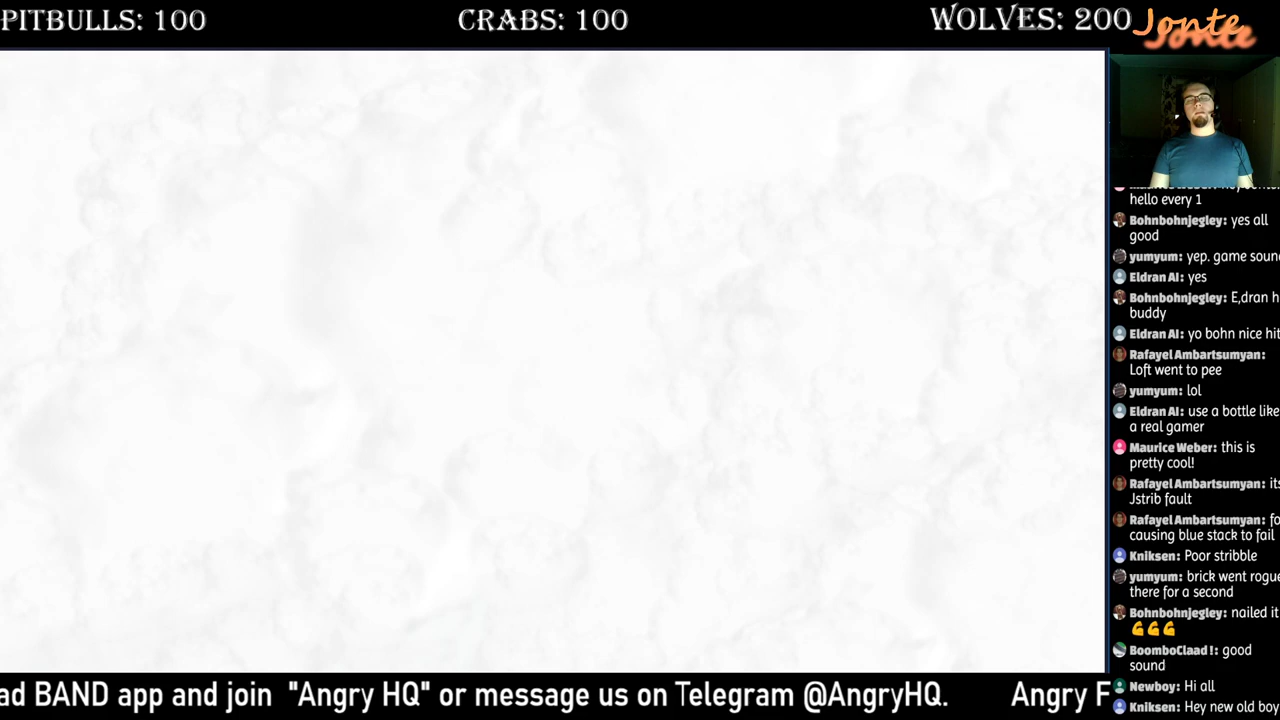 PITBULLS: 100
CRABS: 100
WOLVES: 200
Jonte
hello every 1
Bohnbohnjegley: yes all
good
yumyum: yep. game soun
Eldran AI: yes
Bohnbohnjegley: E,dran h
buddy
Eldran AI: yo bohn nice hit
Rafayel Ambartsumyan:
Loft went to pee
yumyum: lol
Eldran AI: use a bottle like
a real gamer
Maurice Weber: this is
pretty cool!
Rafayel Ambartsumyan: its
Jstrib fault
Rafayel Ambartsumyan: fo
causing blue stack to fail
Kniksen: Poor stribble
yumyum: brick went rogue
there for a second
Bohnbohnjegley: nailed it
💪💪💪
BoomboClaad !: good
sound
Newboy: Hi all
Kniksen: Hey new old boy
ad BAND app and join "Angry HQ" or message us on Telegram @AngryHQ.
Angry F